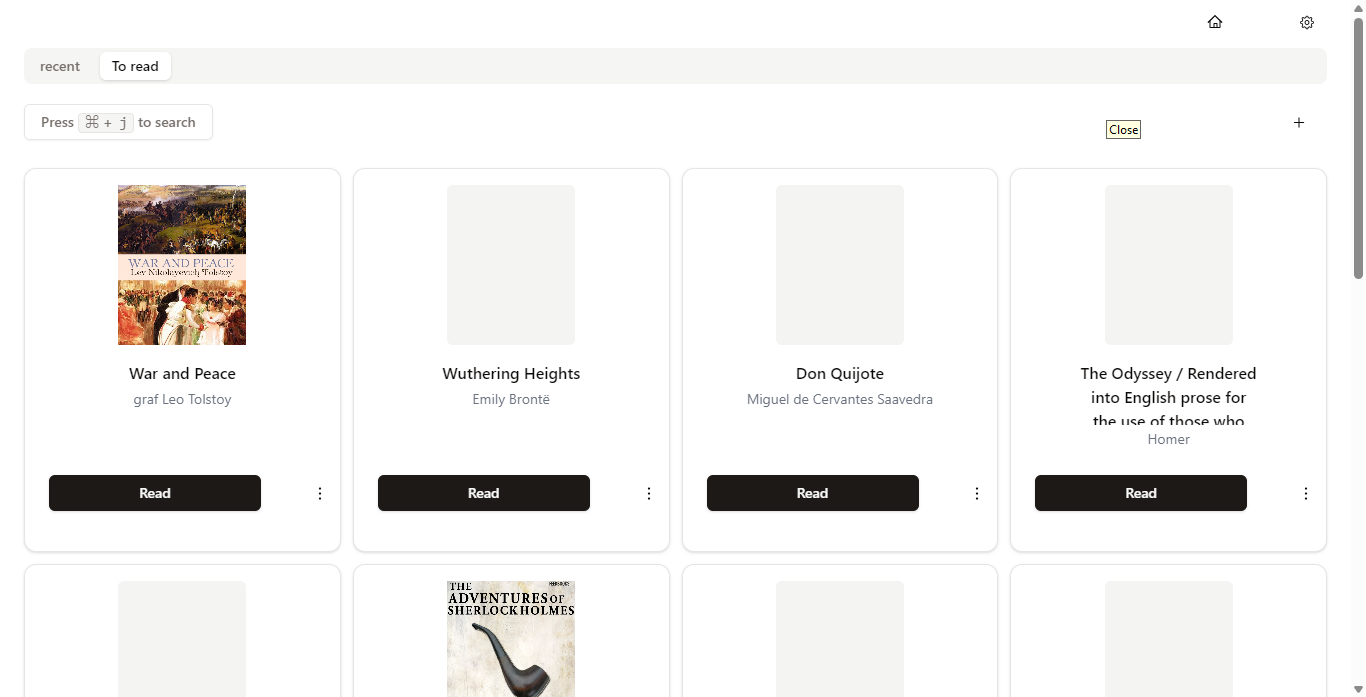 recent
To read
Press ⌘ + j to search
Close
WAR AND PEACE
Lev Nikolayevich Tolstoy
War and Peace
graf Leo Tolstoy
Read
Wuthering Heights
Emily Brontë
Read
Don Quijote
Miguel de Cervantes Saavedra
Read
The Odyssey / Rendered
into English prose for
the use of those who
Homer
Read
THE
ADVENTURES OF
SHERLOCK HOLMES